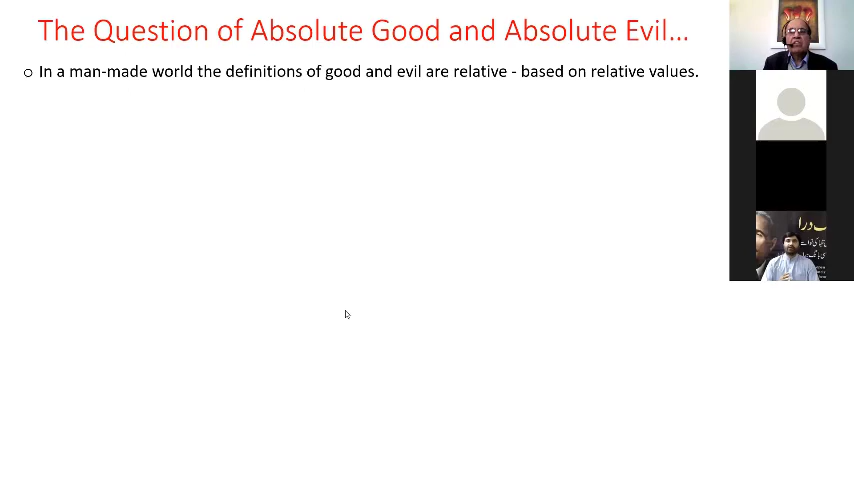 The Question of Absolute Good and Absolute Evil...
o In a man-made world the definitions of good and evil are relative - based on relative values.